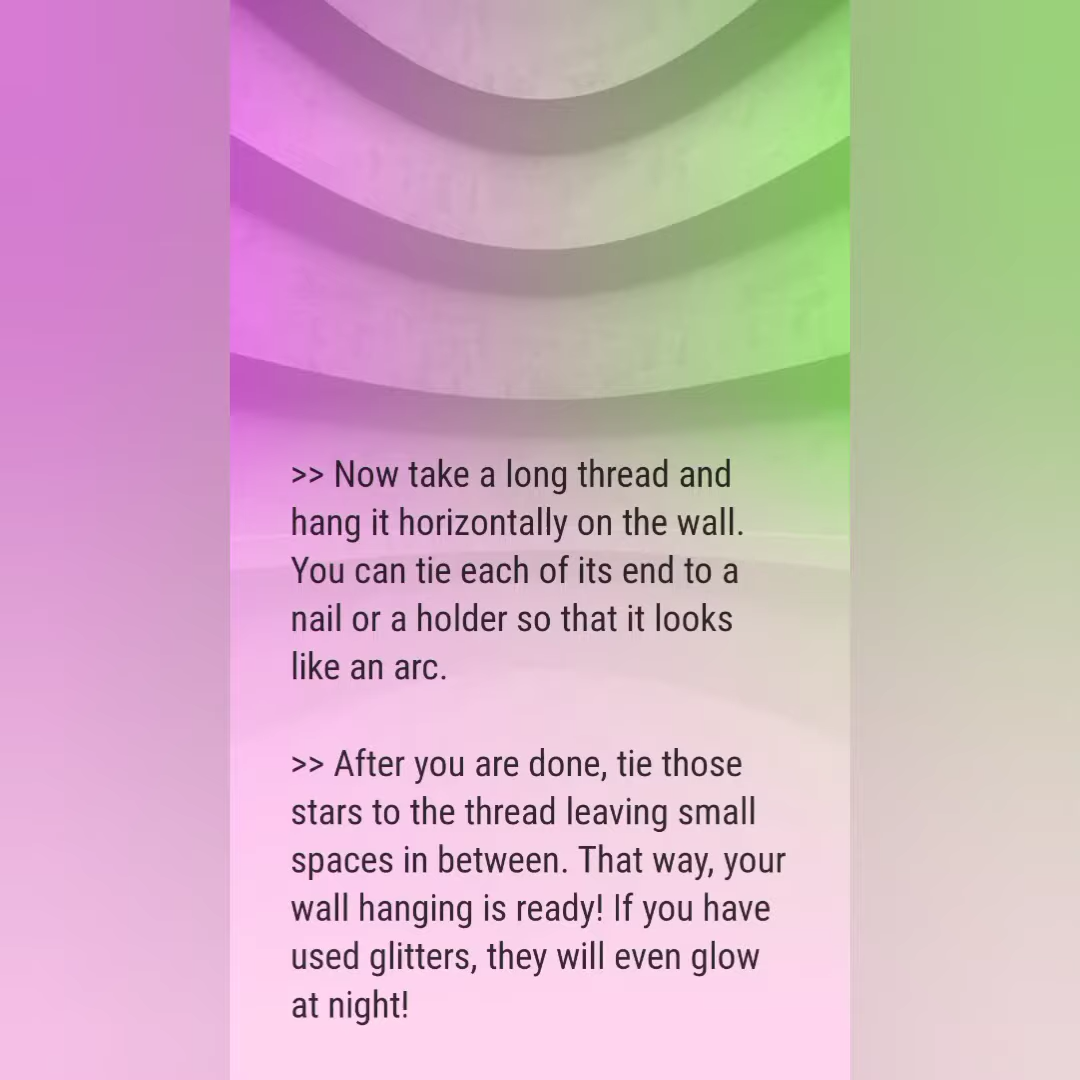 >> Now take a long thread and
hang it horizontally on the wall.
You can tie each of its end to a
nail or a holder so that it looks
like an arc.
>> After you are done, tie those
stars to the thread leaving small
spaces in between. That way, your
wall hanging is ready! If you have
used glitters, they will even glow
at night!